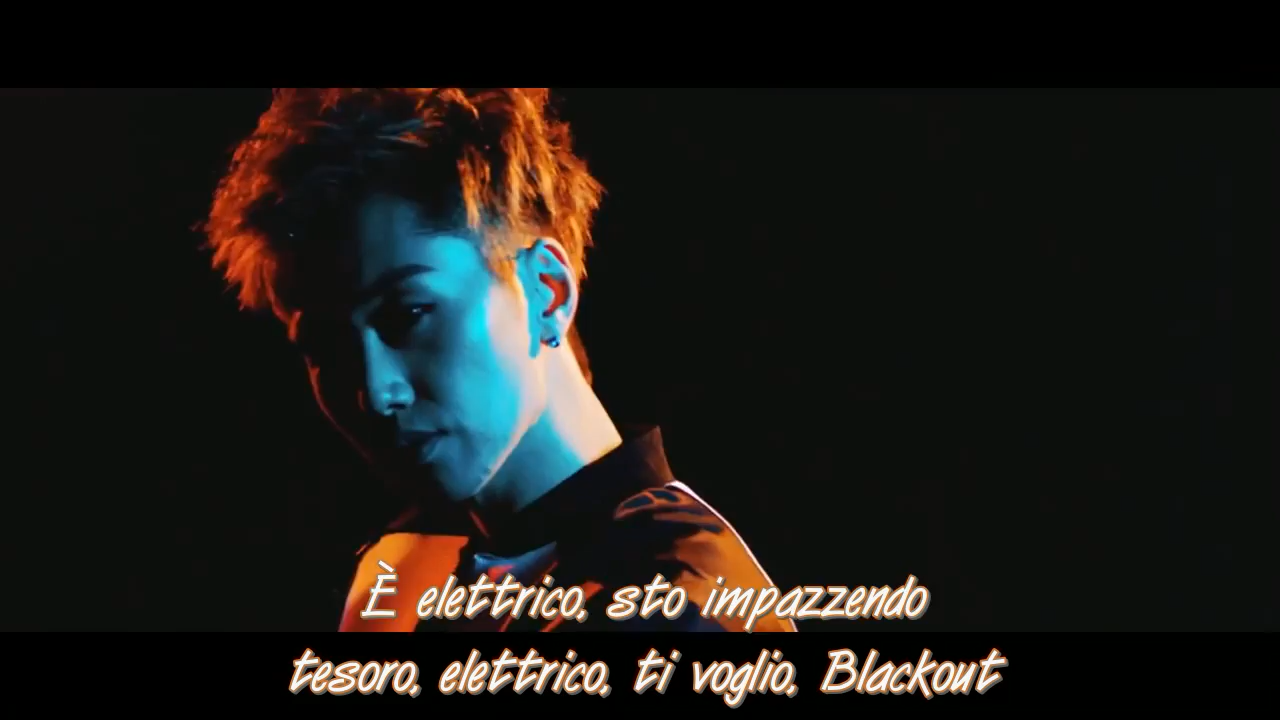 È elettrico, sto impazzendo
tesoro, elettrico, ti voglio, Blackout